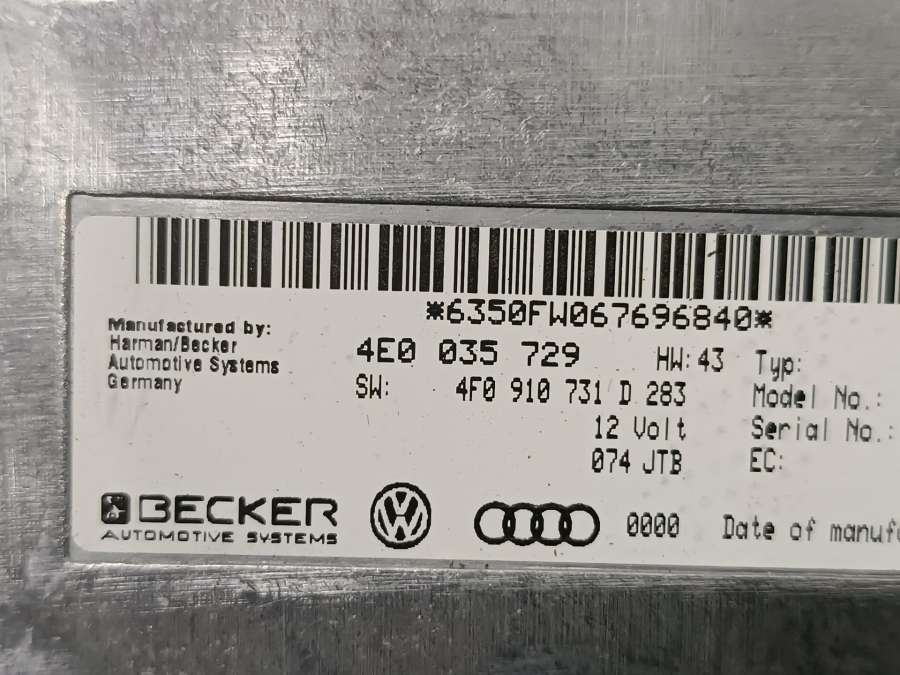 *6350FW067696840*
Manufactured by:
Harman/Becker
Automotive Systems
Germany
4E0 035 729 HW: 43
SW: 4F0 910 731 D 283
12 Volt
074 JTB
Typ:
Model No.:
Serial No.:
EC:
BECKER
AUTOMOTIVE SYSTEMS
VW
0000
Date of manuf